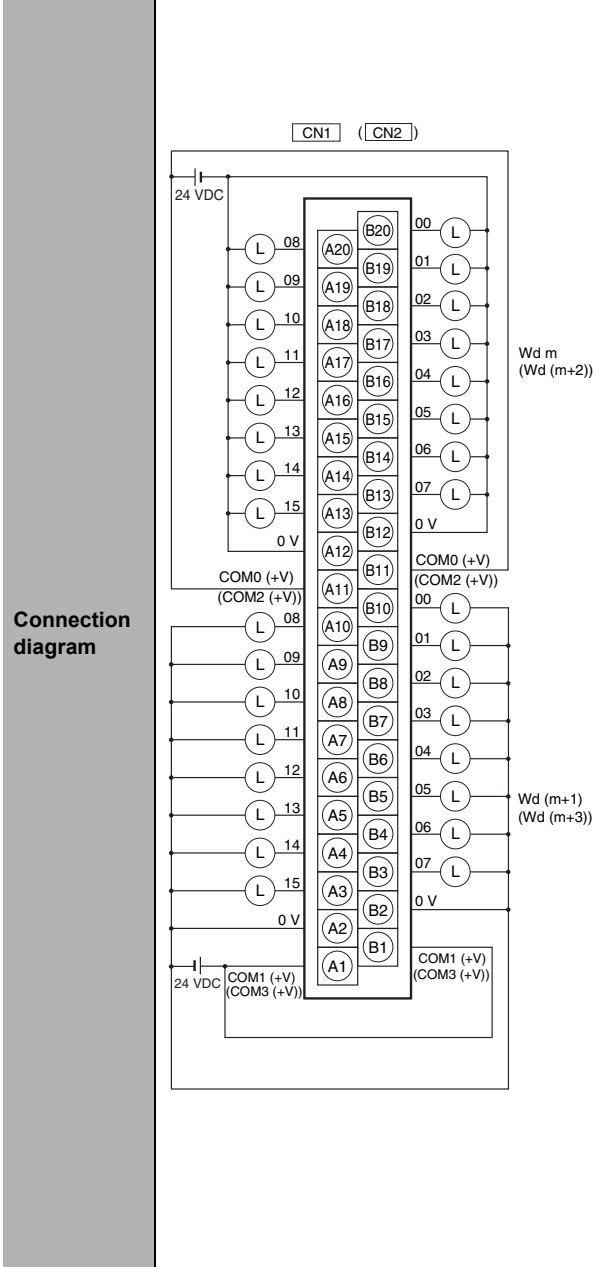 CN1 (CN2)
24 VDC
B20 00 L
08 L A20
B19 01 L
09 L A19
B18 02 L
10 L A18
B17 03 L
11 L A17
Wd m
(Wd (m+2))
B16 04 L
12 L A16
B15 05 L
13 L A15
B14 06 L
14 L A14
B13 07 L
15 L A13
B12 0 V
0 V A12
B11 COM0 (+V)
(COM2 (+V))
COM0 (+V)
(COM2 (+V)) A11
B10 00 L
Connection
diagram
08 L A10
B9 01 L
09 L A9
B8 02 L
10 L A8
B7 03 L
11 L A7
B6 04 L
12 L A6
B5 05 L
Wd (m+1)
(Wd (m+3))
13 L A5
B4 06 L
14 L A4
B3 07 L
15 L A3
B2 0 V
0 V A2
B1 COM1 (+V)
(COM3 (+V))
24 VDC
COM1 (+V)
(COM3 (+V)) A1